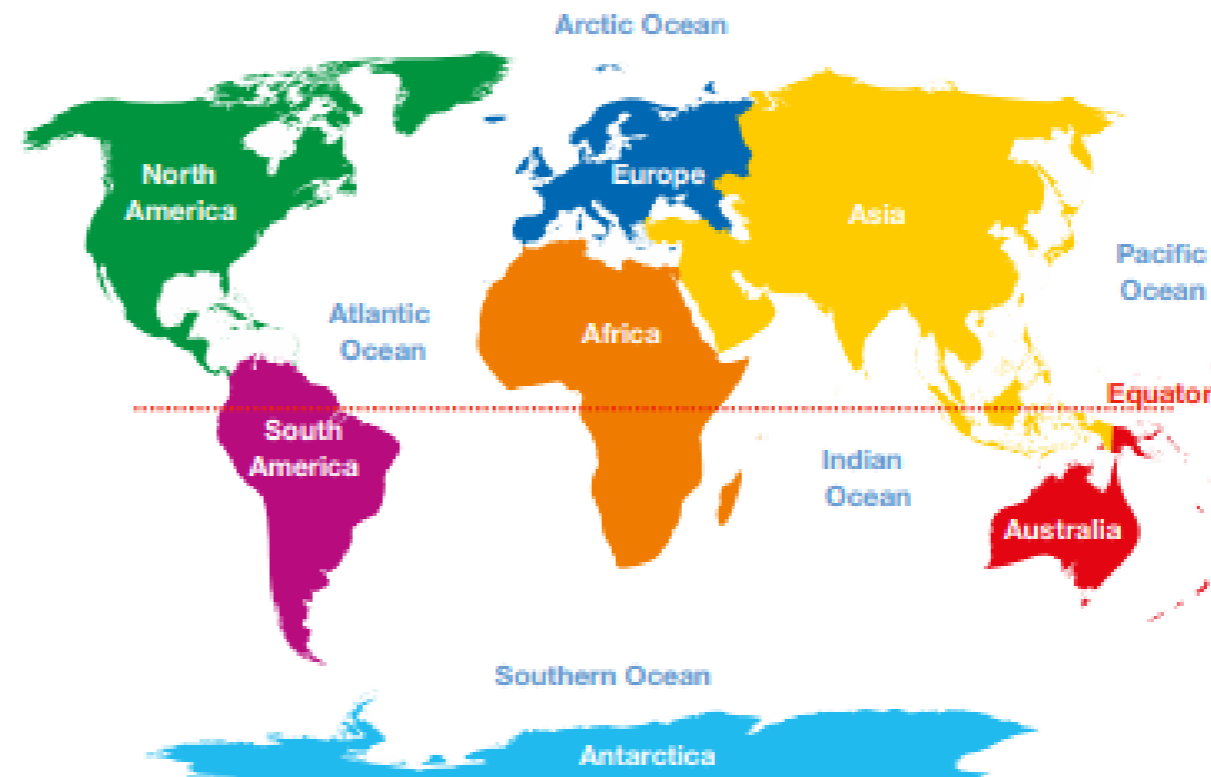 Arctic Ocean
North
America
Europe
Asia
Pacific
Ocean
Atlantic
Ocean
Africa
Equator
South
America
Indian
Ocean
Australia
Southern Ocean
Antarctica